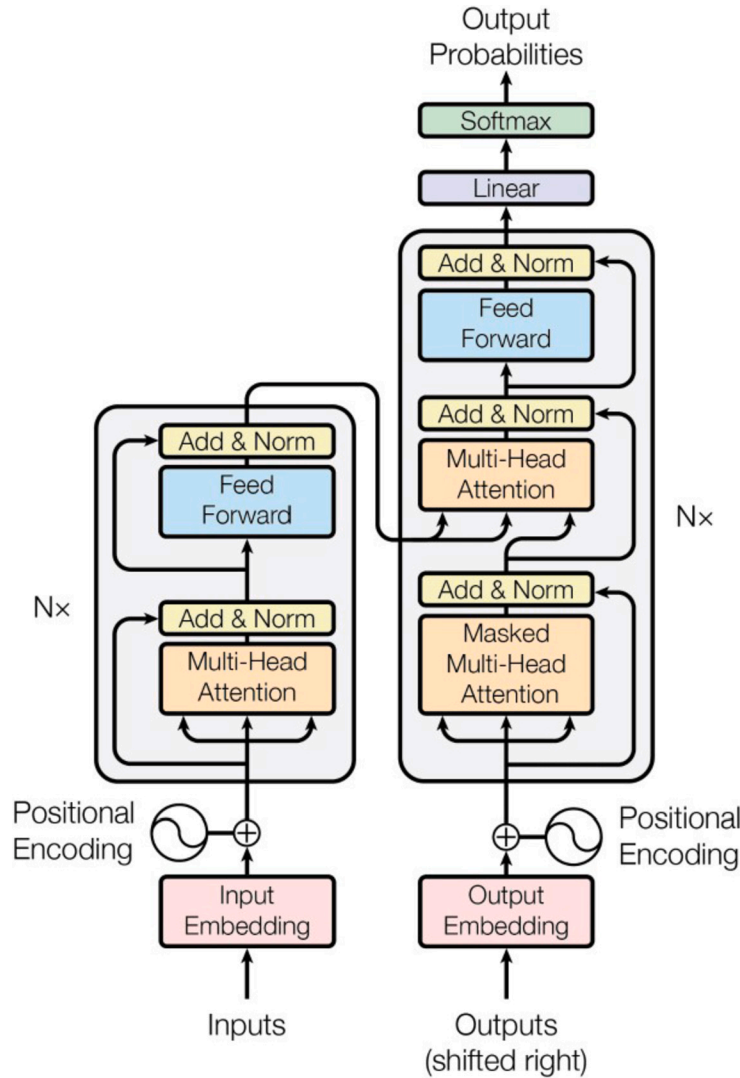 Output
Probabilities
Softmax
Linear
Add & Norm
Feed
Forward
Add & Norm
Multi-Head
Attention
Add & Norm
Masked
Multi-Head
Attention
N×
Add & Norm
Feed
Forward
Add & Norm
Multi-Head
Attention
N×
Positional
Encoding
Positional
Encoding
Input
Embedding
Output
Embedding
Inputs
Outputs
(shifted right)